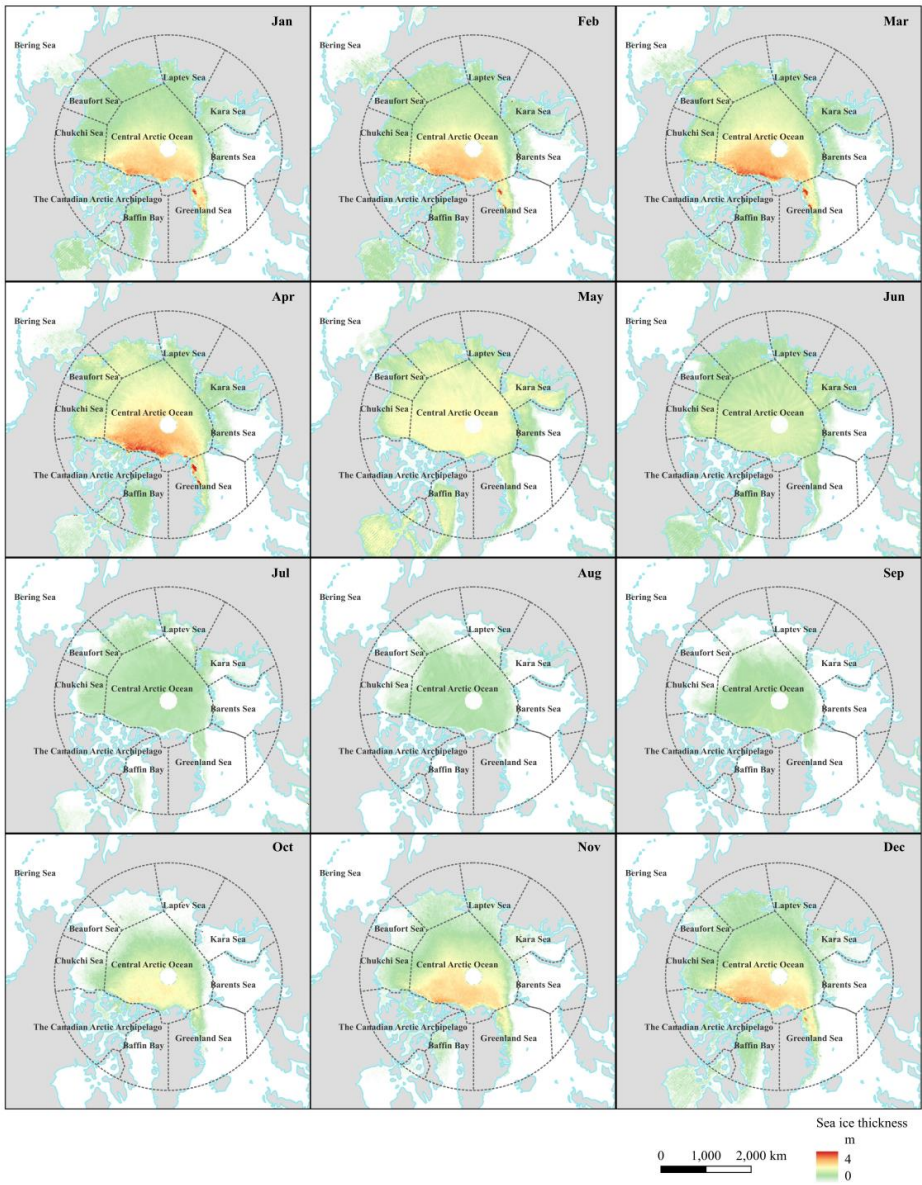 Jan
Bering Sea
Laptev Sea
Beaufort Sea
Kara Sea
Chukchi Sea
Central Arctic Ocean
Barents Sea
The Canadian Arctic Archipelago
Greenland Sea
Baffin Bay
Feb
Bering Sea
Laptev Sea
Beaufort Sea
Kara Sea
Chukchi Sea
Central Arctic Ocean
Barents Sea
The Canadian Arctic Archipelago
Greenland Sea
Baffin Bay
Mar
Bering Sea
Laptev Sea
Beaufort Sea
Kara Sea
Chukchi Sea
Central Arctic Ocean
Barents Sea
The Canadian Arctic Archipelago
Greenland Sea
Baffin Bay
Apr
Bering Sea
Laptev Sea
Beaufort Sea
Kara Sea
Chukchi Sea
Central Arctic Ocean
Barents Sea
The Canadian Arctic Archipelago
Greenland Sea
Baffin Bay
May
Bering Sea
Laptev Sea
Beaufort Sea
Kara Sea
Chukchi Sea
Central Arctic Ocean
Barents Sea
The Canadian Arctic Archipelago
Greenland Sea
Baffin Bay
Jun
Bering Sea
Laptev Sea
Beaufort Sea
Kara Sea
Chukchi Sea
Central Arctic Ocean
Barents Sea
The Canadian Arctic Archipelago
Greenland Sea
Baffin Bay
Jul
Bering Sea
Laptev Sea
Beaufort Sea
Kara Sea
Chukchi Sea
Central Arctic Ocean
Barents Sea
The Canadian Arctic Archipelago
Greenland Sea
Baffin Bay
Aug
Bering Sea
Laptev Sea
Beaufort Sea
Kara Sea
Chukchi Sea
Central Arctic Ocean
Barents Sea
The Canadian Arctic Archipelago
Greenland Sea
Baffin Bay
Sep
Bering Sea
Laptev Sea
Beaufort Sea
Kara Sea
Chukchi Sea
Central Arctic Ocean
Barents Sea
The Canadian Arctic Archipelago
Greenland Sea
Baffin Bay
Oct
Bering Sea
Laptev Sea
Beaufort Sea
Kara Sea
Chukchi Sea
Central Arctic Ocean
Barents Sea
The Canadian Arctic Archipelago
Greenland Sea
Baffin Bay
Nov
Bering Sea
Laptev Sea
Beaufort Sea
Kara Sea
Chukchi Sea
Central Arctic Ocean
Barents Sea
The Canadian Arctic Archipelago
Greenland Sea
Baffin Bay
Dec
Bering Sea
Laptev Sea
Beaufort Sea
Kara Sea
Chukchi Sea
Central Arctic Ocean
Barents Sea
The Canadian Arctic Archipelago
Greenland Sea
Baffin Bay
Sea ice thickness
m
4
0
0 1,000 2,000 km